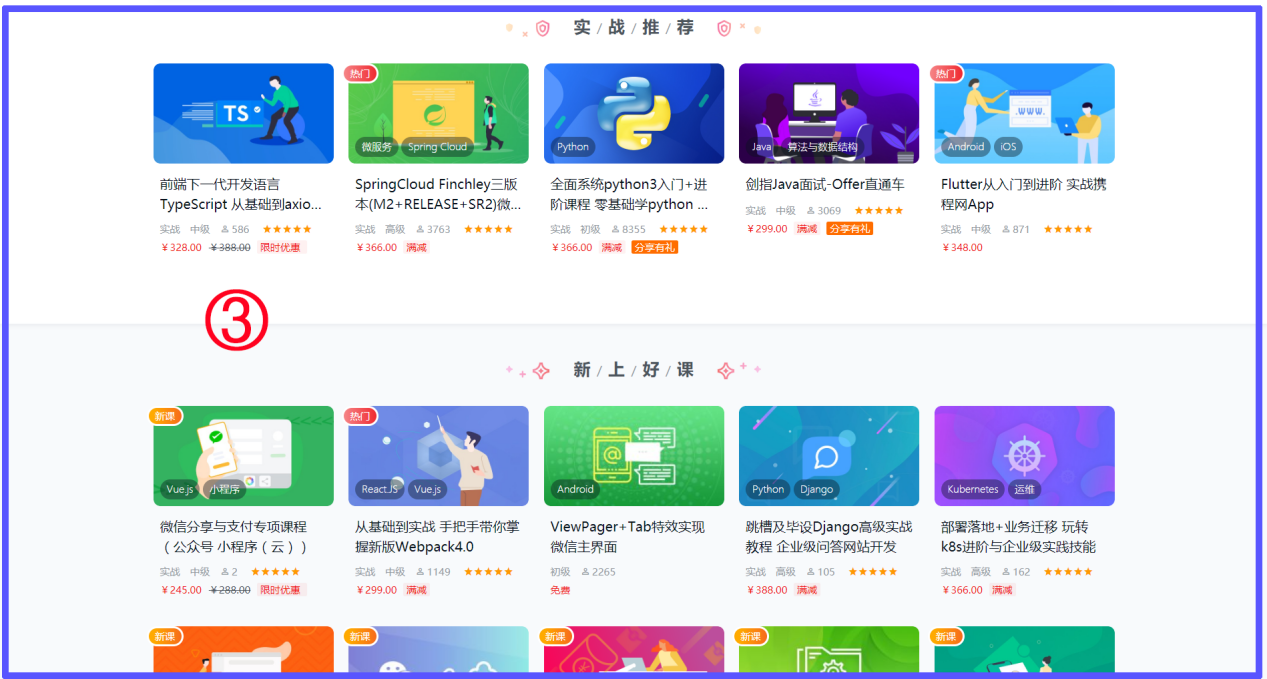 实 / 战 / 推 / 荐
TS
热门
微服务 Spring Cloud
Python
Java 算法与数据结构
热门
.WWW.
Android iOS
前端下一代开发语言
TypeScript 从基础到axio...
实战 中级 586
￥328.00 ￥388.00 限时优惠
SpringCloud Finchley三版
本(M2+RELEASE+SR2)微...
实战 高级 3763
￥366.00 满减
全面系统python3入门+进
阶课程 零基础学python ...
实战 初级 8355
￥366.00 满减 分享有礼
剑指Java面试-Offer直通车
实战 中级 3069
￥299.00 满减 分享有礼
Flutter从入门到进阶 实战携
程网App
实战 中级 871
￥348.00
③
新 / 上 / 好 / 课
新课
Vue.js 小程序
热门
React.JS Vue.js
@
Android
Python Django
Kubernetes 运维
微信分享与支付专项课程
（公众号 小程序（云））
实战 中级 2
￥245.00 ￥288.00 限时优惠
从基础到实战 手把手带你掌
握新版Webpack4.0
实战 中级 1149
￥299.00 满减
ViewPager+Tab特效实现
微信主界面
初级 2265
免费
跳槽及毕设Django高级实战
教程 企业级问答网站开发
实战 高级 105
￥388.00 满减
部署落地+业务迁移 玩转
k8s进阶与企业级实践技能
实战 高级 162
￥366.00 满减
新课
新课
新课
新课
新课